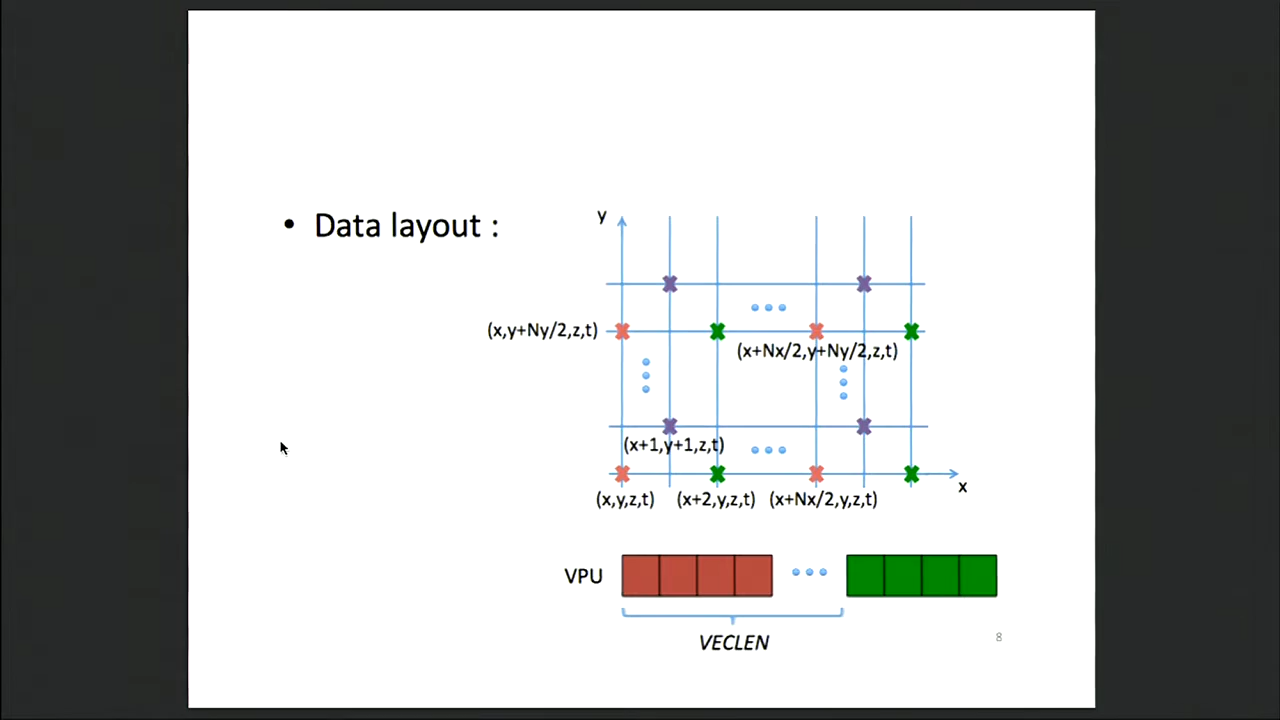 • Data layout :
y
(x,y+Ny/2,z,t)
(x+Nx/2,y+Ny/2,z,t)
(x+1,y+1,z,t)
x
(x,y,z,t) (x+2,y,z,t) (x+Nx/2,y,z,t)
VPU
VECLEN
8